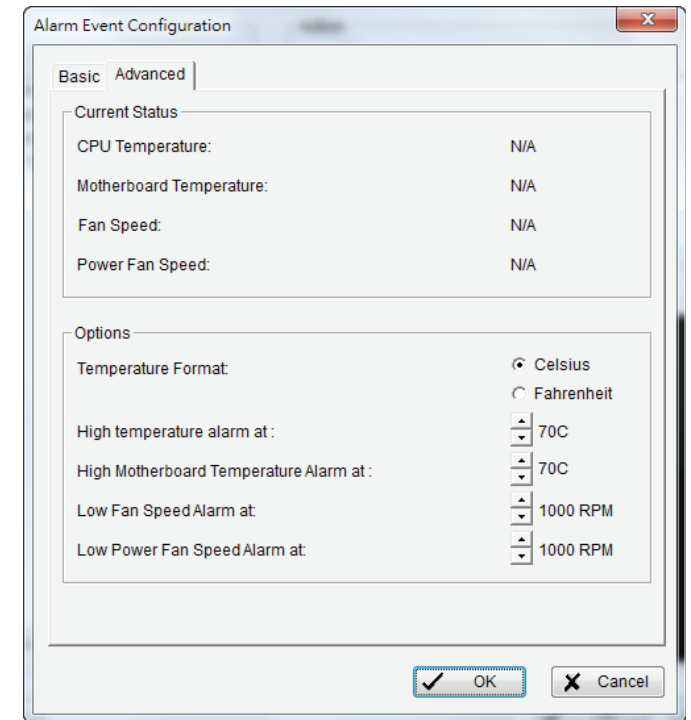 Alarm Event Configuration
Basic Advanced
Current Status
CPU Temperature: N/A
Motherboard Temperature: N/A
Fan Speed: N/A
Power Fan Speed: N/A
Options
Temperature Format: Celsius
Fahrenheit
High temperature alarm at : 70C
High Motherboard Temperature Alarm at : 70C
Low Fan Speed Alarm at: 1000 RPM
Low Power Fan Speed Alarm at: 1000 RPM
OK Cancel